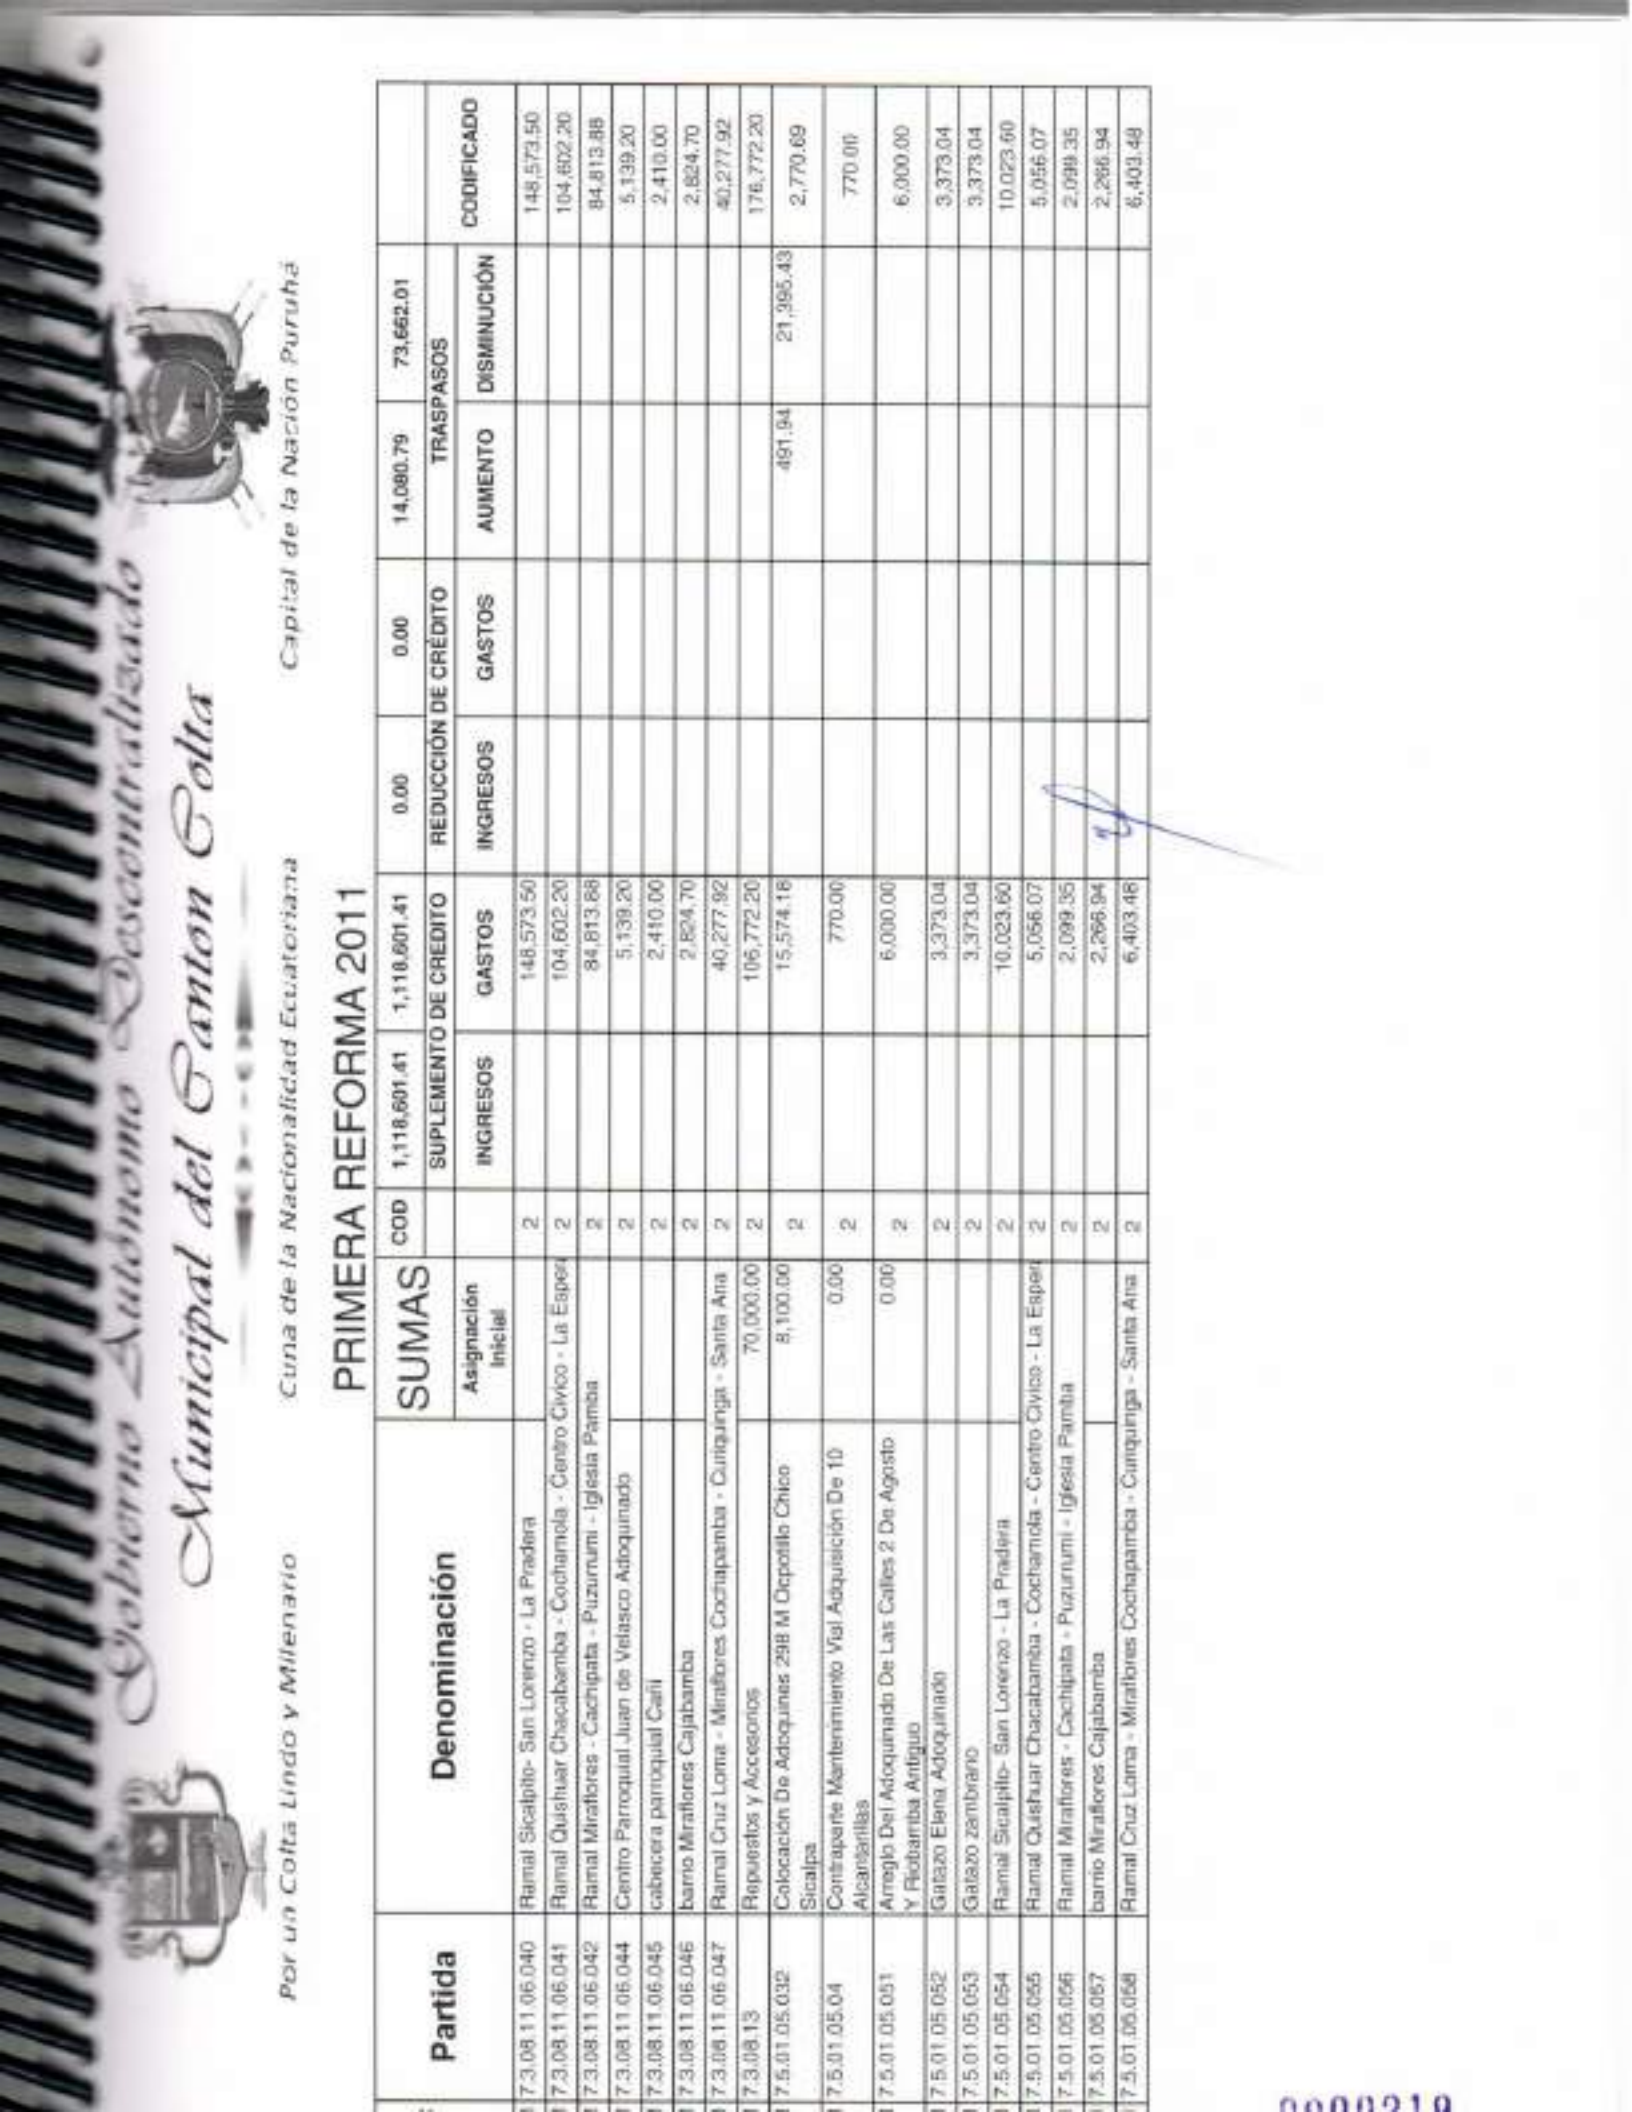 Gobierno Autónomo Descentralizado
Municipal del Canton Colta
Por un Colta Lindo y Milenario Cuna de la Nacionalidad Ecuatoriana Capital de la Nación Puruhá
PRIMERA REFORMA 2011
SUMAS COD 1,118,601.41 1,118,601.41 0.00 0.00 14,080.79 73,662.01
Partida Denominación Asignación Inicial SUPLEMENTO DE CREDITO REDUCCIÓN DE CRÉDITO TRASPASOS CODIFICADO
INGRESOS GASTOS INGRESOS GASTOS AUMENTO DISMINUCIÓN
7.3.08.11.06.040 Ramal Sicalpito- San Lorenzo - La Pradera 2 148,573.50 148,573.50
7.3.08.11.06.041 Ramal Quishuar Chacabamba - Cochamola - Centro Civico - La Esper 2 104,602.20 104,602.20
7.3.08.11.06.042 Ramal Miraflores - Cachipata - Puzurrumi - Iglesia Pamba 2 84,813.88 84,813.88
7.3.08.11.06.044 Centro Parroquial Juan de Velasco Adoquinado 2 5,139.20 5,139.20
7.3.08.11.06.045 cabecera parroquial Cañi 2 2,410.00 2,410.00
7.3.08.11.06.046 barrio Miraflores Cajabamba 2 2,824.70 2,824.70
7.3.08.11.06.047 Ramal Cruz Loma - Miraflores Cochapamba - Curiquinga - Santa Ana 2 40,277.92 40,277.92
7.3.08.13 Repuestos y Accesorios 70,000.00 2 106,772.20 176,772.20
7.5.01.05.032 Colocación De Adoquines 298 M Ocpotillo Chico 8,100.00 2 15,574.18 491.94 21,395.43 2,770.69
Sicalpa
7.5.01.05.04 Contraparte Mantenimiento Vial Adquisición De 10 0.00 2 770.00 770.00
Alcantarillas
7.5.01.05.051 Arreglo Del Adoquinado De Las Calles 2 De Agosto 0.00 2 6,000.00 6,000.00
Y Riobamba Antiguo
7.5.01.05.052 Gatazo Elena Adoquinado 2 3,373.04 3,373.04
7.5.01.05.053 Gatazo zambrano 2 3,373.04 3,373.04
7.5.01.05.054 Ramal Sicalpito- San Lorenzo - La Pradera 2 10,023.60 10,023.60
7.5.01.05.055 Ramal Quishuar Chacabamba - Cochamola - Centro Civico - La Esper 2 5,056.07 5,056.07
7.5.01.05.056 Ramal Miraflores - Cachipata - Puzurrumi - Iglesia Pamba 2 2,099.35 2,099.35
7.5.01.05.057 barrio Miraflores Cajabamba 2 2,266.94 2,266.94
7.5.01.05.058 Ramal Cruz Loma - Miraflores Cochapamba - Curiquinga - Santa Ana 2 6,403.48 6,403.48